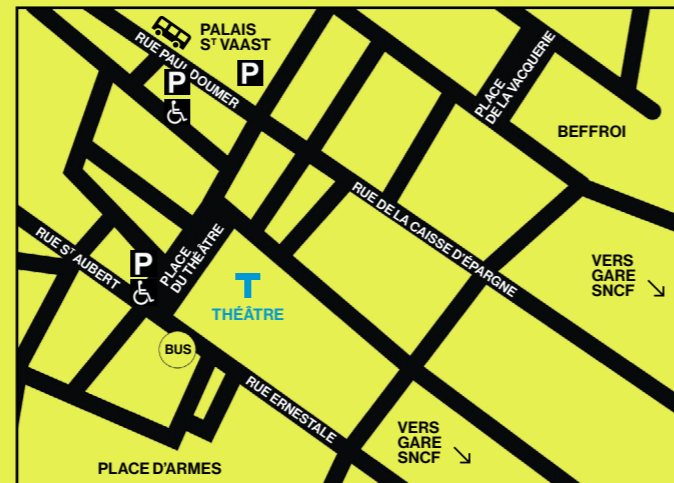 PALAIS
Sᵀ VAAST
RUE PAUL DOUMER
P
P
PLACE
DE LA VACQUERIE
BEFFROI
RUE DE LA CAISSE D'ÉPARGNE
RUE Sᵀ AUBERT
P
PLACE
DU THÉÂTRE
T
THÉÂTRE
VERS
GARE
SNCF
BUS
RUE ERNESTALE
VERS
GARE
SNCF
PLACE D'ARMES